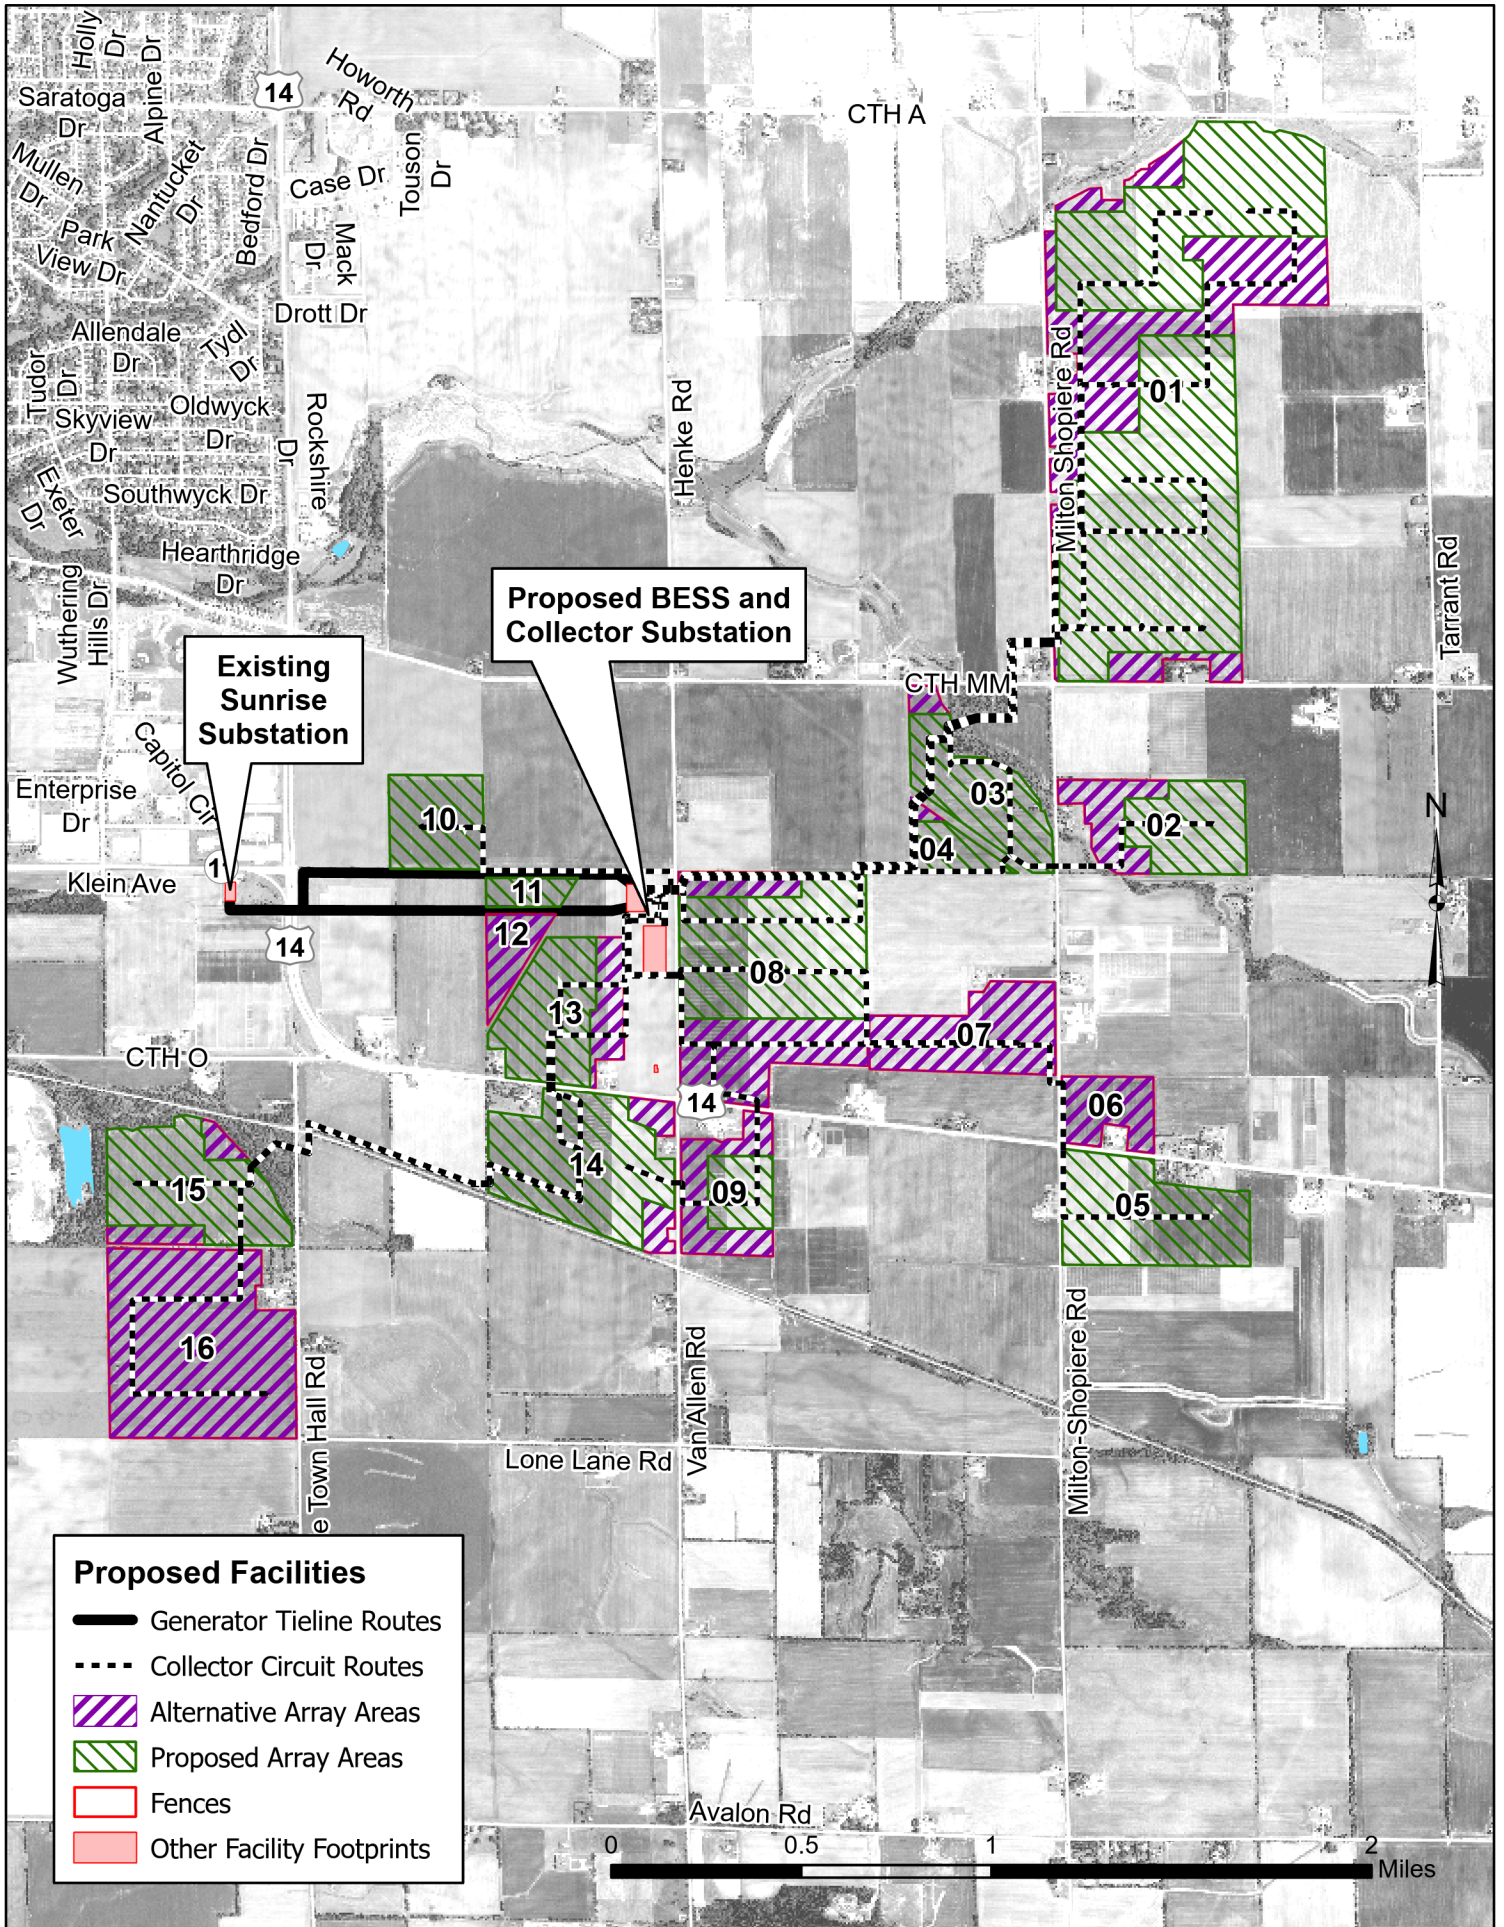 Holly
Dr
Alpine Dr
Saratoga
Dr
14
Howorth
Rd
CTH A
Mullen
Dr
Nantucket
Dr
Bedford Dr
Case Dr
Touson
Dr
Park
View Dr
Mack
Dr
Drott Dr
Allendale
Dr
Tydl
Dr
Tudor
Dr
Skyview
Dr
Oldwyck
Dr
Rockshire
Dr
Henke Rd
Milton Shopiere Rd
01
Exeter
Dr
Southwyck Dr
Hearthridge
Dr
Wuthering
Hills Dr
Tarrant Rd
Proposed BESS and
Collector Substation
Existing
Sunrise
Substation
CTH MM
Capitol Cir
Enterprise
Dr
10
03
02
N
04
1
Klein Ave
11
12
14
08
13
07
CTH O
14
06
14
15
09
05
16
Van Allen Rd
Milton-Shopiere Rd
e Town Hall Rd
Lone Lane Rd
Proposed Facilities
Generator Tieline Routes
Collector Circuit Routes
Alternative Array Areas
Proposed Array Areas
Fences
Other Facility Footprints
Avalon Rd
0 0.5 1 2
Miles